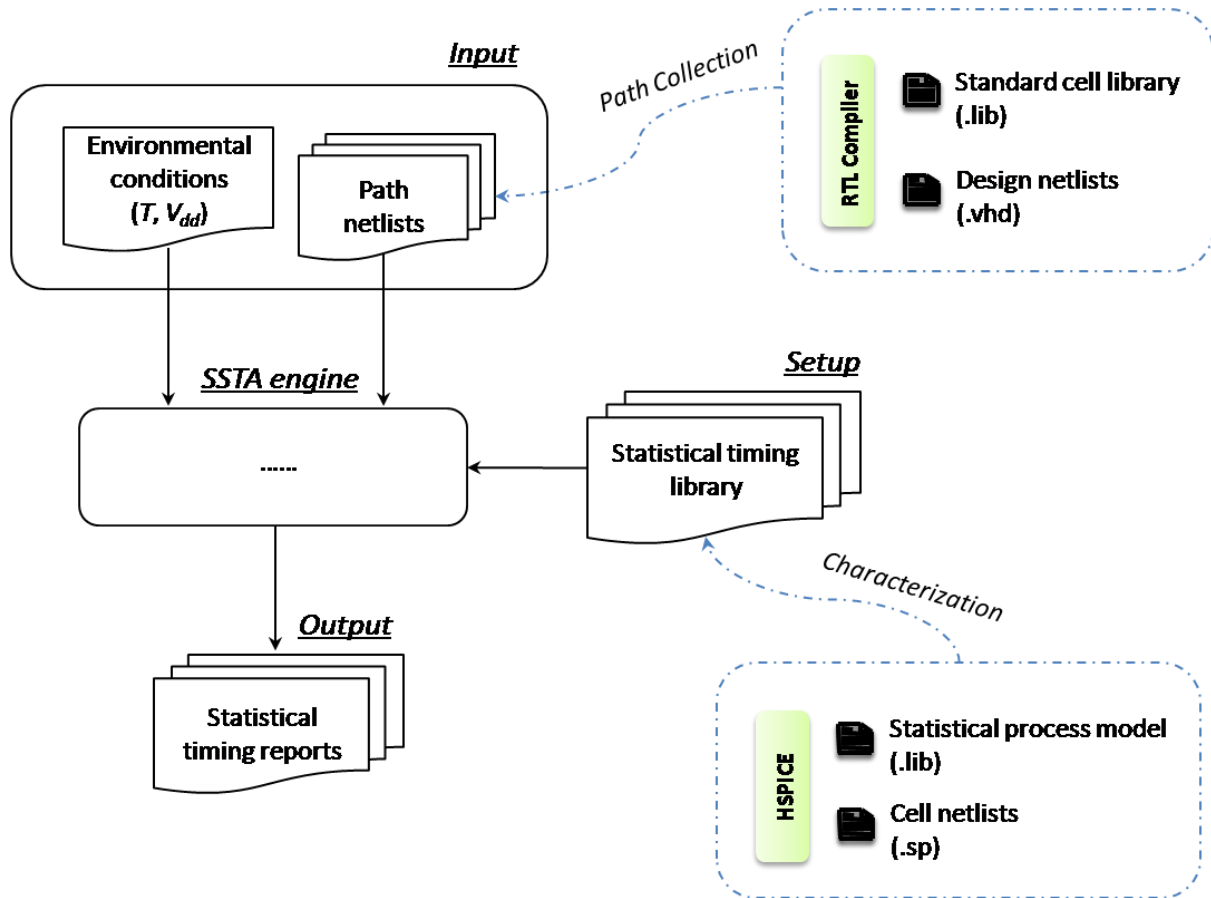 Input
Environmental
conditions
(T, Vdd)
Path
netlists
Path Collection
RTL Compiler
Standard cell library
(.lib)
Design netlists
(.vhd)
SSTA engine
......
Setup
Statistical timing
library
Characterization
Output
Statistical
timing reports
HSPICE
Statistical process model
(.lib)
Cell netlists
(.sp)